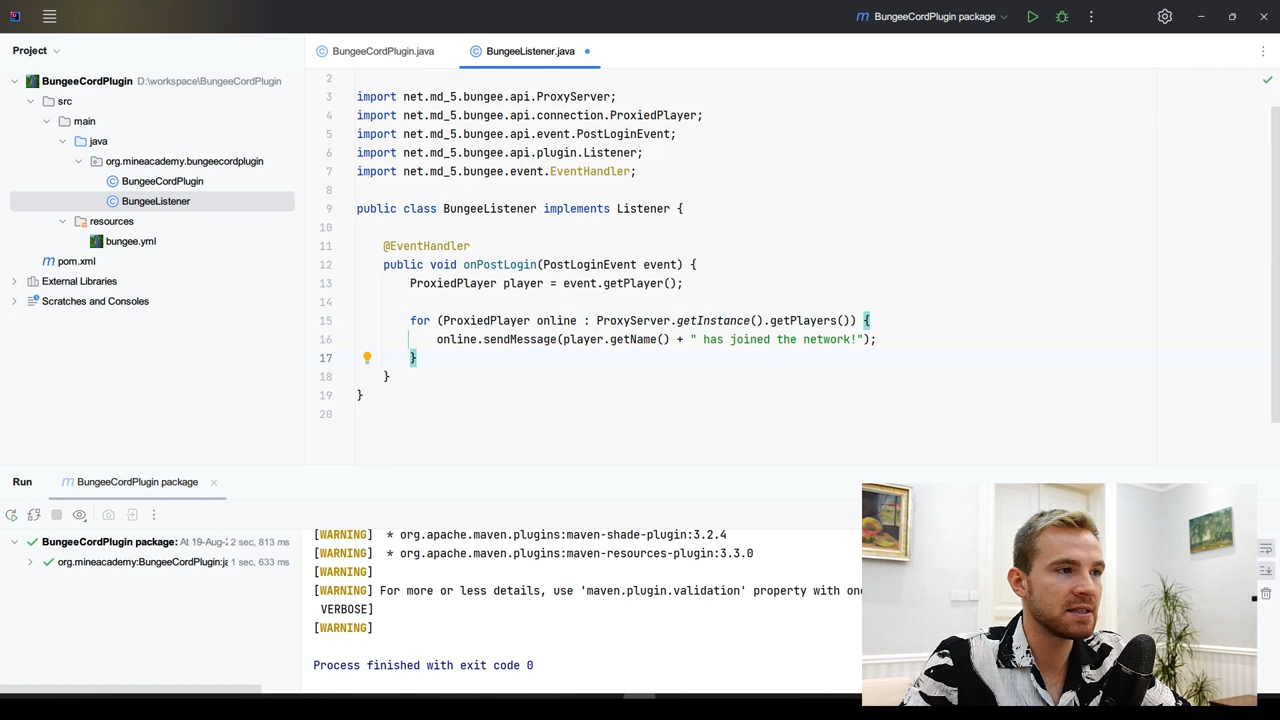 BungeeCordPlugin package
Project
BungeeCordPlugin.java
BungeeListener.java
BungeeCordPlugin D:\workspace\BungeeCordPlugin
src
main
java
org.mineacademy.bungeecordplugin
BungeeCordPlugin
BungeeListener
resources
bungee.yml
pom.xml
External Libraries
Scratches and Consoles
2
3 import net.md_5.bungee.api.ProxyServer;
4 import net.md_5.bungee.api.connection.ProxiedPlayer;
5 import net.md_5.bungee.api.event.PostLoginEvent;
6 import net.md_5.bungee.api.plugin.Listener;
7 import net.md_5.bungee.event.EventHandler;
8
9 public class BungeeListener implements Listener {
10
11 @EventHandler
12 public void onPostLogin(PostLoginEvent event) {
13 ProxiedPlayer player = event.getPlayer();
14
15 for (ProxiedPlayer online : ProxyServer.getInstance().getPlayers()) {
16 online.sendMessage(player.getName() + " has joined the network!");
17 }
18 }
19 }
20
Run BungeeCordPlugin package
BungeeCordPlugin package: At 19-Aug-2 2 sec, 813 ms
org.mineacademy:BungeeCordPlugin:ja 1 sec, 633 ms
[WARNING] * org.apache.maven.plugins:maven-shade-plugin:3.2.4
[WARNING] * org.apache.maven.plugins:maven-resources-plugin:3.3.0
[WARNING]
[WARNING] For more or less details, use 'maven.plugin.validation' property with one
VERBOSE]
[WARNING]
Process finished with exit code 0